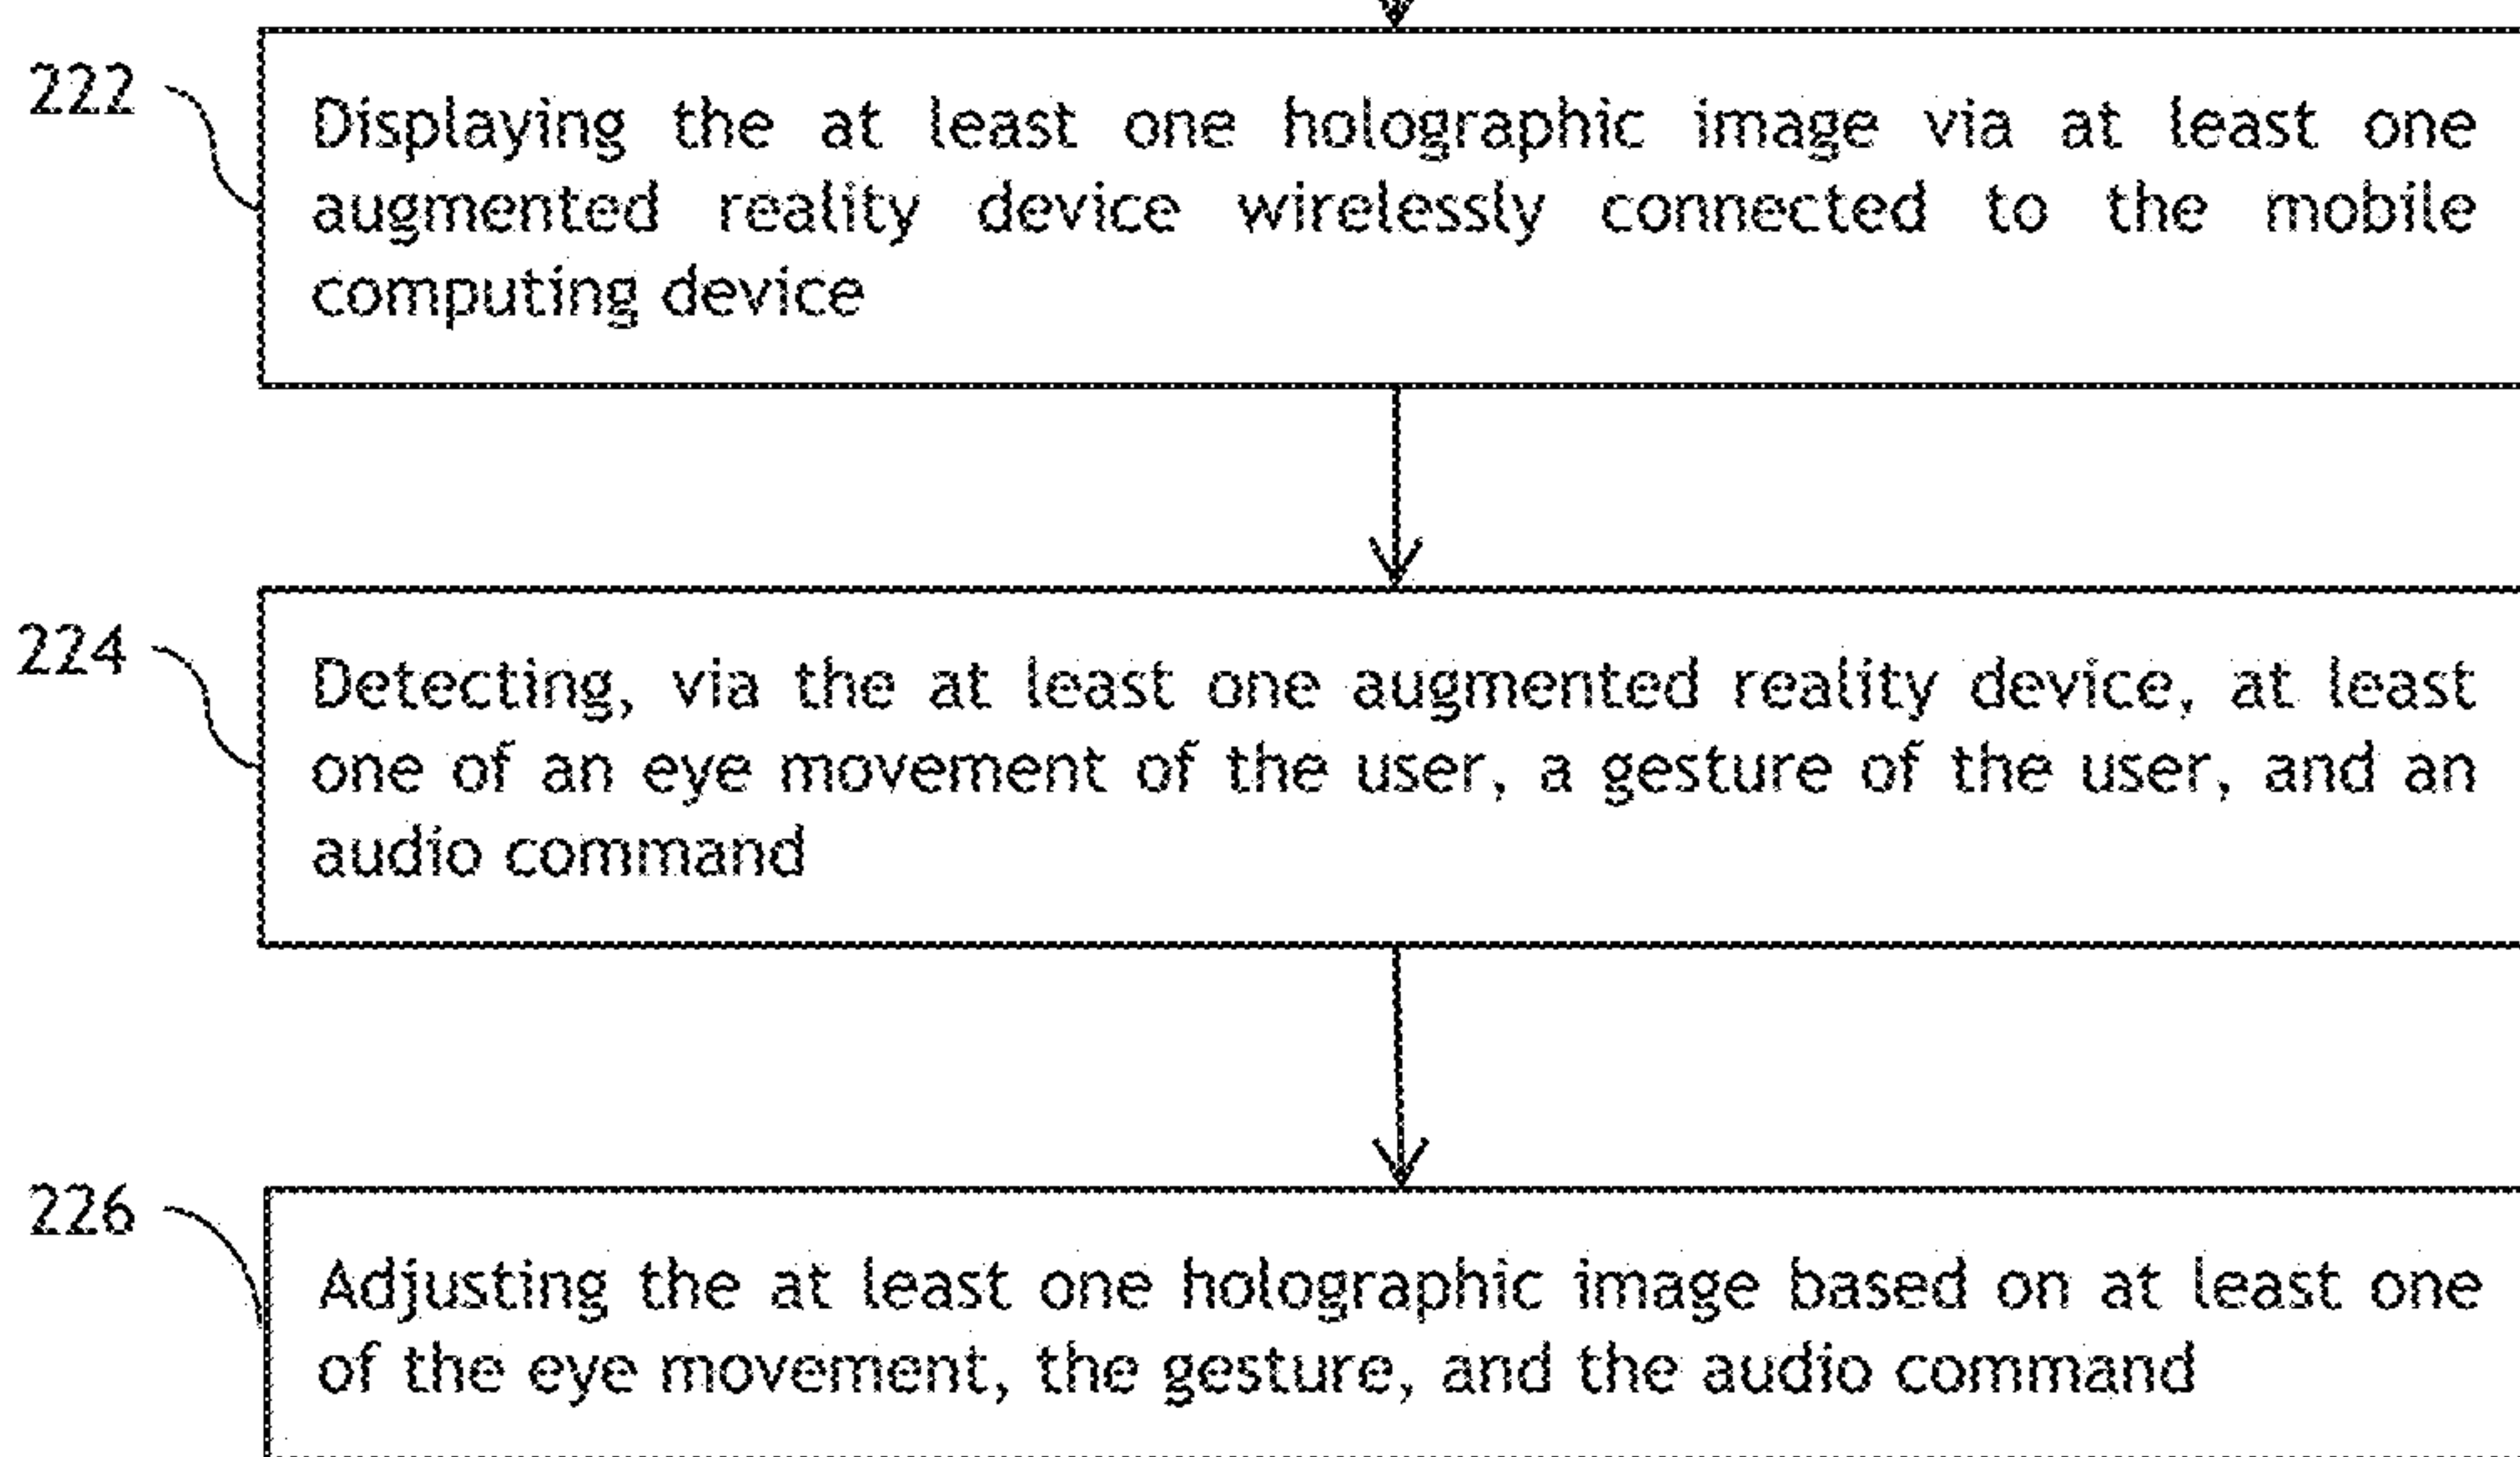 222
Displaying the at least one holographic image via at least one
augmented reality device wirelessly connected to the mobile
computing device
224
Detecting, via the at least one augmented reality device, at least
one of an eye movement of the user, a gesture of the user, and an
audio command
226
Adjusting the at least one holographic image based on at least one
of the eye movement, the gesture, and the audio command